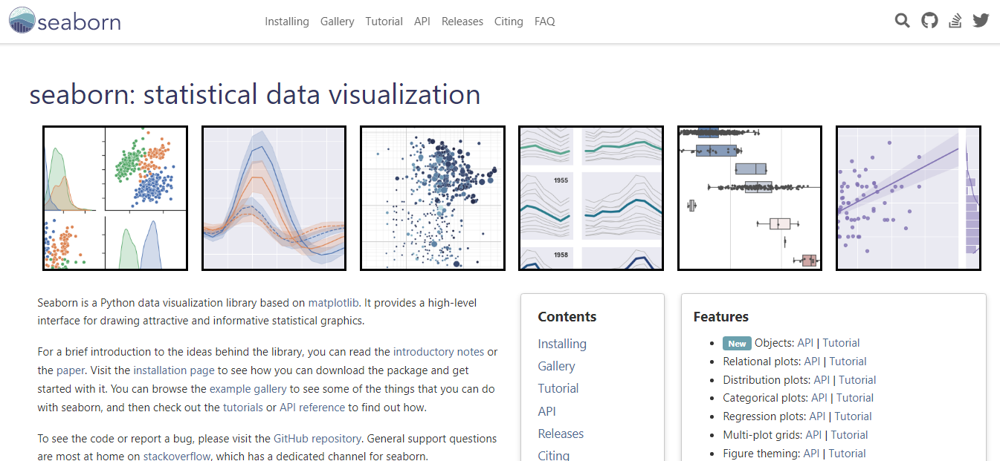 seaborn
Installing Gallery Tutorial API Releases Citing FAQ
seaborn: statistical data visualization
1955
1958
Seaborn is a Python data visualization library based on matplotlib. It provides a high-level
interface for drawing attractive and informative statistical graphics.
For a brief introduction to the ideas behind the library, you can read the introductory notes or
the paper. Visit the installation page to see how you can download the package and get
started with it. You can browse the example gallery to see some of the things that you can do
with seaborn, and then check out the tutorials or API reference to find out how.
To see the code or report a bug, please visit the GitHub repository. General support questions
are most at home on stackoverflow, which has a dedicated channel for seaborn.
Contents
Installing
Gallery
Tutorial
API
Releases
Citing
Features
New Objects: API | Tutorial
Relational plots: API | Tutorial
Distribution plots: API | Tutorial
Categorical plots: API | Tutorial
Regression plots: API | Tutorial
Multi-plot grids: API | Tutorial
Figure theming: API | Tutorial